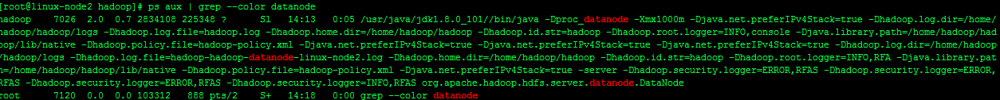 [root@linux-node2 hadoop]# ps aux | grep --color datanode
hadoop    7026  2.0  0.7 2834108 225348 ?      Sl   14:13   0:05 /usr/java/jdk1.8.0_101//bin/java -Dproc_datanode -Xmx1000m -Djava.net.preferIPv4Stack=true -Dhadoop.log.dir=/home/
hadoop/hadoop/logs -Dhadoop.log.file=hadoop.log -Dhadoop.home.dir=/home/hadoop/hadoop -Dhadoop.id.str=hadoop -Dhadoop.root.logger=INFO,console -Djava.library.path=/home/hadoop/had
oop/lib/native -Dhadoop.policy.file=hadoop-policy.xml -Djava.net.preferIPv4Stack=true -Djava.net.preferIPv4Stack=true -Djava.net.preferIPv4Stack=true -Dhadoop.log.dir=/home/hadoop
/hadoop/logs -Dhadoop.log.file=hadoop-hadoop-datanode-linux-node2.log -Dhadoop.home.dir=/home/hadoop/hadoop -Dhadoop.id.str=hadoop -Dhadoop.root.logger=INFO,RFA -Djava.library.pat
h=/home/hadoop/hadoop/lib/native -Dhadoop.policy.file=hadoop-policy.xml -Djava.net.preferIPv4Stack=true -server -Dhadoop.security.logger=ERROR,RFAS -Dhadoop.security.logger=ERROR,
RFAS -Dhadoop.security.logger=ERROR,RFAS -Dhadoop.security.logger=INFO,RFAS org.apache.hadoop.hdfs.server.datanode.DataNode
root      7120  0.0  0.0 103312   888 pts/2    S+   14:18   0:00 grep --color datanode